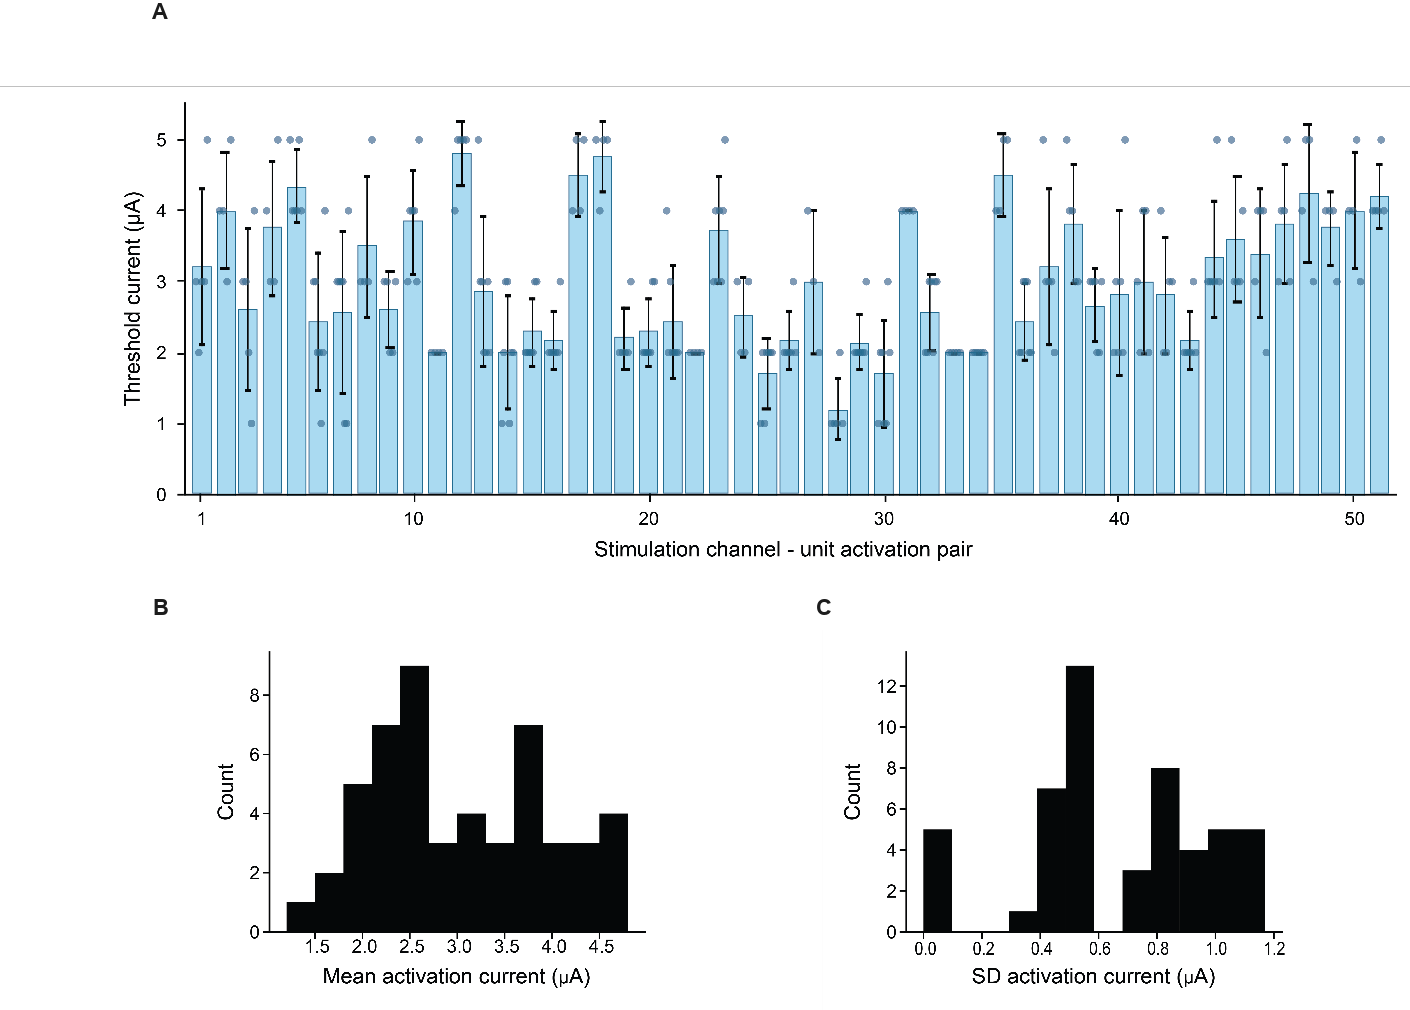 A
Threshold current (µA)
5
4
3
2
1
0
1 10 20 30 40 50
Stimulation channel - unit activation pair
B
Count
8
6
4
2
0
1.5 2.0 2.5 3.0 3.5 4.0 4.5
Mean activation current (µA)
C
Count
12
10
8
6
4
2
0
0.0 0.2 0.4 0.6 0.8 1.0 1.2
SD activation current (µA)